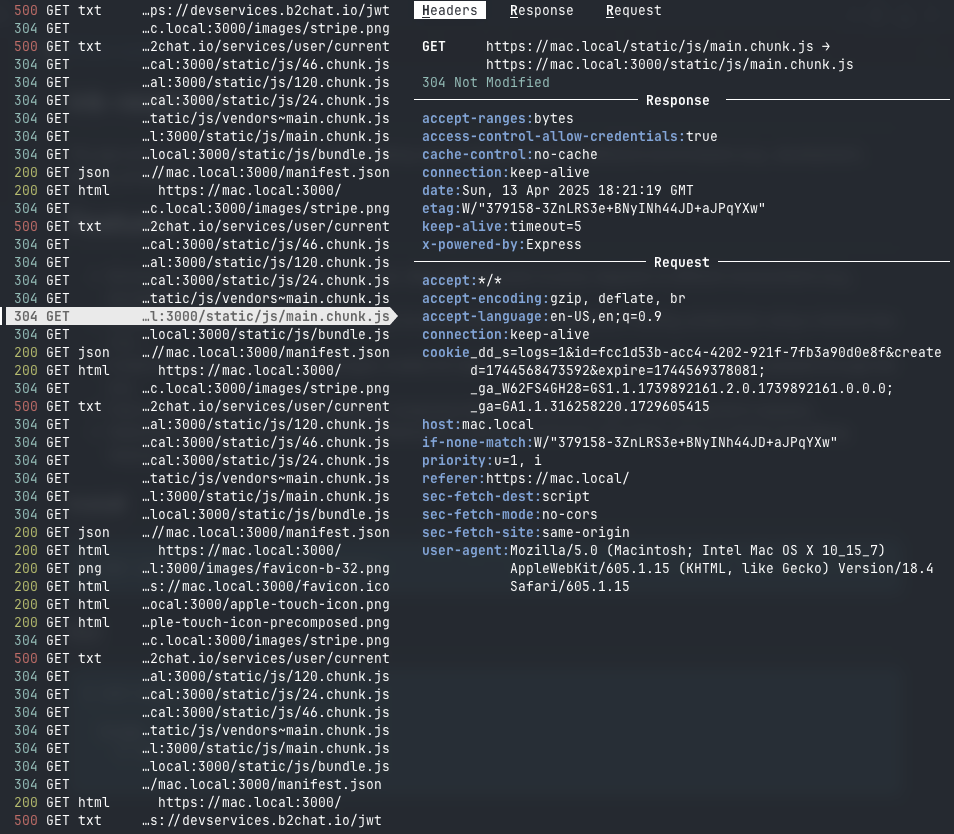 500 GET txt …ps://devservices.b2chat.io/jwt
304 GET …c.local:3000/images/stripe.png
500 GET txt …2chat.io/services/user/current
304 GET …cal:3000/static/js/46.chunk.js
304 GET …al:3000/static/js/120.chunk.js
304 GET …cal:3000/static/js/24.chunk.js
304 GET …tatic/js/vendors~main.chunk.js
304 GET …l:3000/static/js/main.chunk.js
304 GET …local:3000/static/js/bundle.js
200 GET json …//mac.local:3000/manifest.json
200 GET html https://mac.local:3000/
304 GET …c.local:3000/images/stripe.png
500 GET txt …2chat.io/services/user/current
304 GET …cal:3000/static/js/46.chunk.js
304 GET …al:3000/static/js/120.chunk.js
304 GET …cal:3000/static/js/24.chunk.js
304 GET …tatic/js/vendors~main.chunk.js
304 GET …l:3000/static/js/main.chunk.js
304 GET …local:3000/static/js/bundle.js
200 GET json …//mac.local:3000/manifest.json
200 GET html https://mac.local:3000/
304 GET …c.local:3000/images/stripe.png
500 GET txt …2chat.io/services/user/current
304 GET …al:3000/static/js/120.chunk.js
304 GET …cal:3000/static/js/46.chunk.js
304 GET …cal:3000/static/js/24.chunk.js
304 GET …tatic/js/vendors~main.chunk.js
304 GET …l:3000/static/js/main.chunk.js
304 GET …local:3000/static/js/bundle.js
200 GET json …//mac.local:3000/manifest.json
200 GET html https://mac.local:3000/
200 GET png …l:3000/images/favicon-b-32.png
200 GET html …s://mac.local:3000/favicon.ico
200 GET html …ocal:3000/apple-touch-icon.png
200 GET html …ple-touch-icon-precomposed.png
304 GET …c.local:3000/images/stripe.png
500 GET txt …2chat.io/services/user/current
304 GET …al:3000/static/js/120.chunk.js
304 GET …cal:3000/static/js/24.chunk.js
304 GET …cal:3000/static/js/46.chunk.js
304 GET …tatic/js/vendors~main.chunk.js
304 GET …l:3000/static/js/main.chunk.js
304 GET …local:3000/static/js/bundle.js
304 GET …/mac.local:3000/manifest.json
200 GET html https://mac.local:3000/
500 GET txt …s://devservices.b2chat.io/jwt
Headers Response Request
GET https://mac.local/static/js/main.chunk.js →
https://mac.local:3000/static/js/main.chunk.js
304 Not Modified
Response
accept-ranges:bytes
access-control-allow-credentials:true
cache-control:no-cache
connection:keep-alive
date:Sun, 13 Apr 2025 18:21:19 GMT
etag:W/"379158-3ZnLRS3e+BNyINh44JD+aJPqYXw"
keep-alive:timeout=5
x-powered-by:Express
Request
accept:*/*
accept-encoding:gzip, deflate, br
accept-language:en-US,en;q=0.9
connection:keep-alive
cookie_dd_s=logs=1&id=fcc1d53b-acc4-4202-921f-7fb3a90d0e8f&create
d=1744568473592&expire=1744569378081;
_ga_W62FS4GH28=GS1.1.1739892161.2.0.1739892161.0.0.0;
_ga=GA1.1.316258220.1729605415
host:mac.local
if-none-match:W/"379158-3ZnLRS3e+BNyINh44JD+aJPqYXw"
priority:u=1, i
referer:https://mac.local/
sec-fetch-dest:script
sec-fetch-mode:no-cors
sec-fetch-site:same-origin
user-agent:Mozilla/5.0 (Macintosh; Intel Mac OS X 10_15_7)
AppleWebKit/605.1.15 (KHTML, like Gecko) Version/18.4
Safari/605.1.15